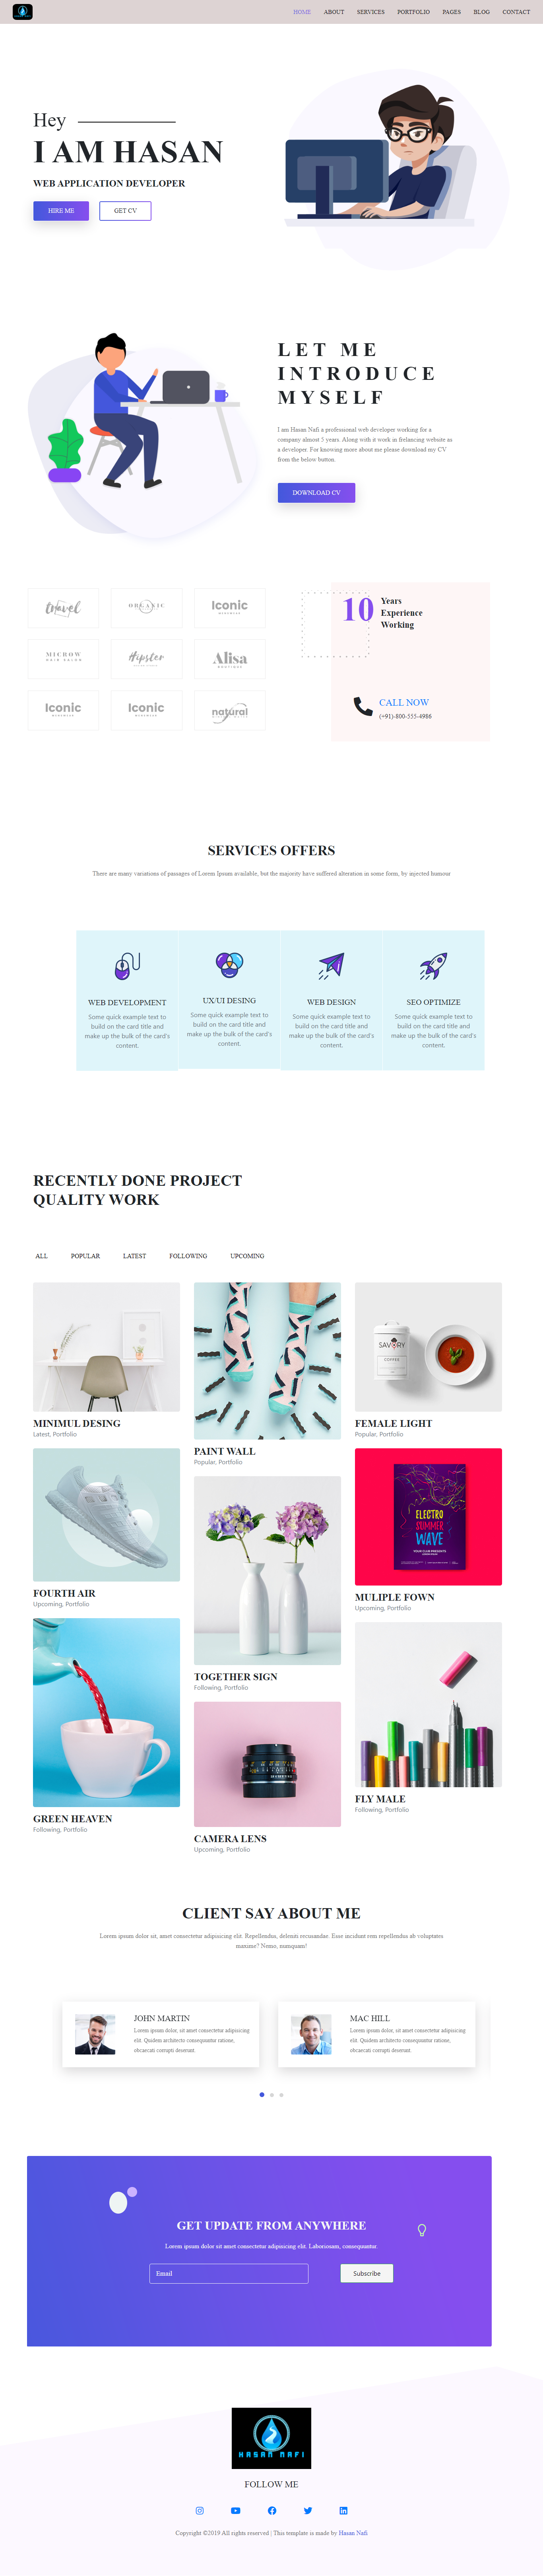 HOME ABOUT SERVICES PORTFOLIO PAGES BLOG CONTACT
Hey
I AM HASAN
WEB APPLICATION DEVELOPER
HIRE ME GET CV
LET ME
INTRODUCE
MYSELF
I am Hasan Nafi a professional web developer working for a
company almost 5 years. Along with it work in frelancing website as
a developer. For knowing more about me please download my CV
from the below button.
DOWNLOAD CV
travel
ORGANIC
Iconic
MICROW
HAIR SALON
Hipster
Alisa
BOUTIQUE
Iconic
Iconic
natural
10
Years
Experience
Working
CALL NOW
(+91)-800-555-4986
SERVICES OFFERS
There are many variations of passages of Lorem Ipsum available, but the majority have suffered alteration in some form, by injected humour
WEB DEVELOPMENT
Some quick example text to
build on the card title and
make up the bulk of the card's
content.
UX/UI DESING
Some quick example text to
build on the card title and
make up the bulk of the card's
content.
WEB DESIGN
Some quick example text to
build on the card title and
make up the bulk of the card's
content.
SEO OPTIMIZE
Some quick example text to
build on the card title and
make up the bulk of the card's
content.
RECENTLY DONE PROJECT
QUALITY WORK
ALL POPULAR LATEST FOLLOWING UPCOMING
MINIMUL DESING
Latest, Portfolio
FOURTH AIR
Upcoming, Portfolio
GREEN HEAVEN
Following, Portfolio
PAINT WALL
Popular, Portfolio
TOGETHER SIGN
Following, Portfolio
CAMERA LENS
Upcoming, Portfolio
SAVORY
COFFEE
FEMALE LIGHT
Popular, Portfolio
ELECTRO
SUMMER
WAVE
MULIPLE FOWN
Upcoming, Portfolio
FLY MALE
Following, Portfolio
CLIENT SAY ABOUT ME
Lorem ipsum dolor sit, amet consectetur adipisicing elit. Repellendus, deleniti recusandae. Esse incidunt rem repellendus ab voluptates
maxime? Nemo, numquam!
JOHN MARTIN
Lorem ipsum dolor, sit amet consectetur adipisicing
elit. Quidem architecto consequuntur ratione,
obcaecati corrupti deserunt.
MAC HILL
Lorem ipsum dolor, sit amet consectetur adipisicing
elit. Quidem architecto consequuntur ratione,
obcaecati corrupti deserunt.
GET UPDATE FROM ANYWHERE
Lorem ipsum dolor sit amet consectetur adipisicing elit. Laboriosam, consequuntur.
Email Subscribe
HASAN NAFI
FOLLOW ME
Copyright ©2019 All rights reserved | This template is made by Hasan Nafi